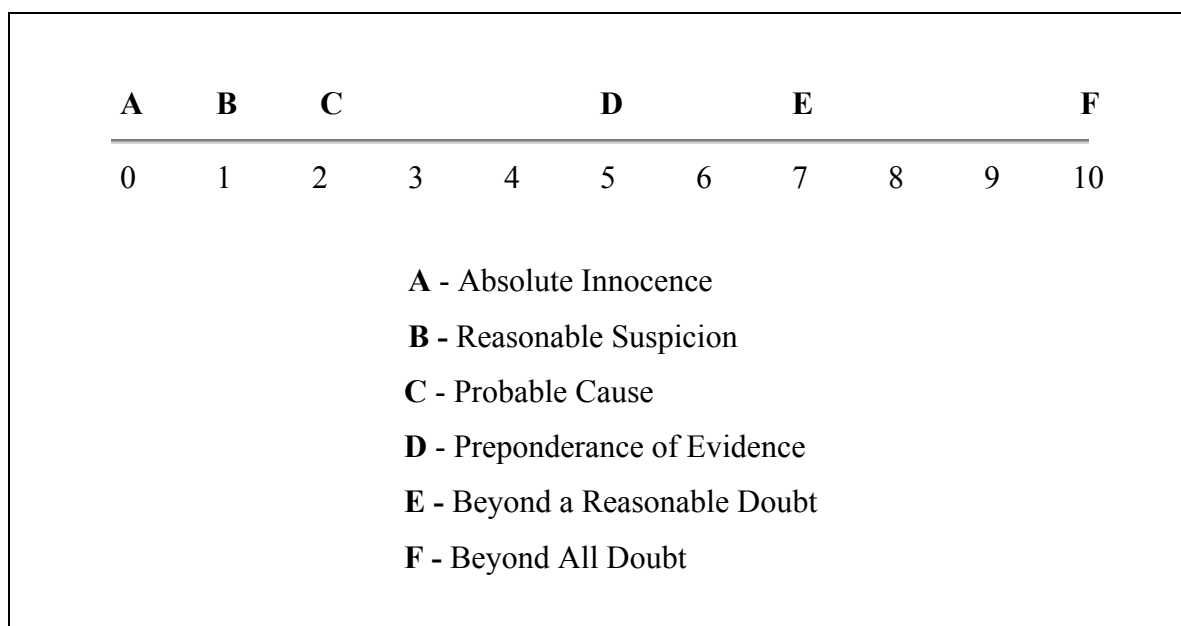 A B C D E F
0 1 2 3 4 5 6 7 8 9 10
A - Absolute Innocence
B - Reasonable Suspicion
C - Probable Cause
D - Preponderance of Evidence
E - Beyond a Reasonable Doubt
F - Beyond All Doubt